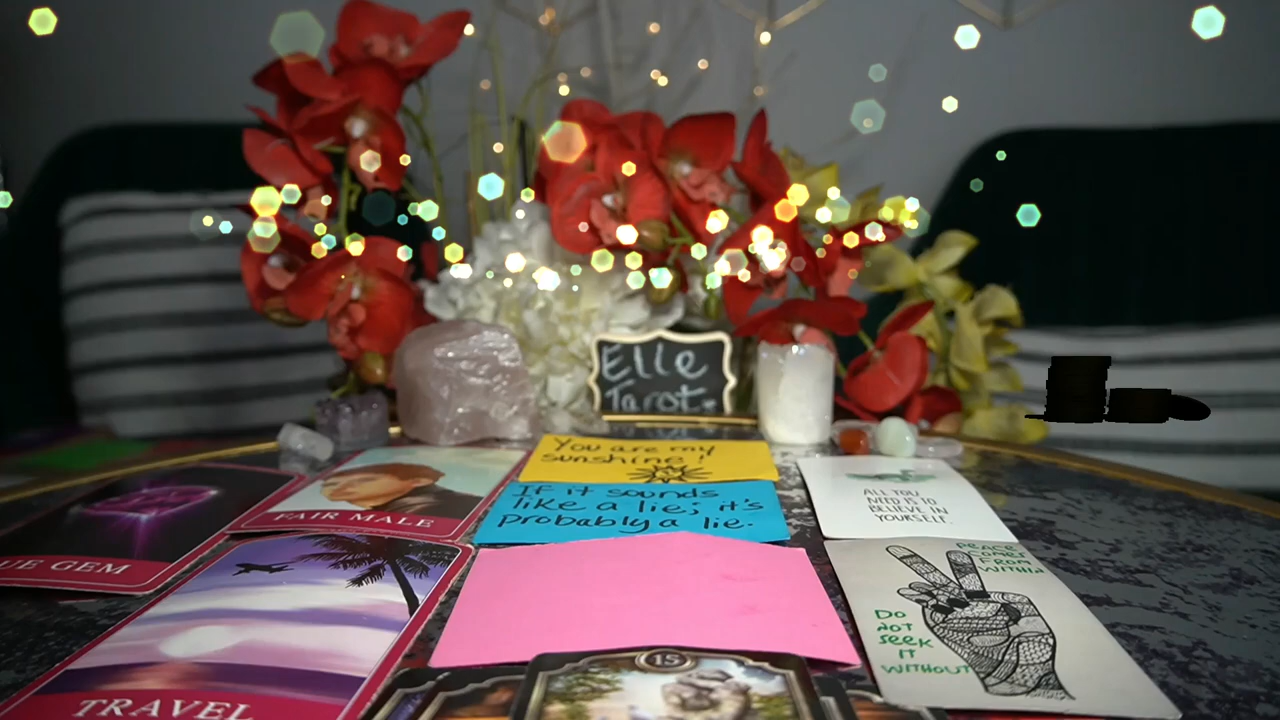 Elle
Tarot
You are my
sunshine!
If it sounds
like a lie; it's
probably a lie.
ALL YOU
NEED IS TO
BELIEVE IN
YOURSELF.
PEACE
COMES
FROM
WITHIN
DO
NOT
SEEK
IT
WITHOUT
FAIR MALE
UE GEM
TRAVEL
15